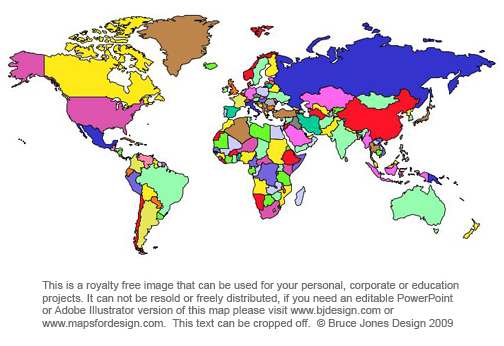 This is a royalty free image that can be used for your personal, corporate or education
projects. It can not be resold or freely distributed, if you need an editable PowerPoint
or Adobe Illustrator version of this map please visit www.bjdesign.com or
www.mapsfordesign.com.  This text can be cropped off.  © Bruce Jones Design 2009